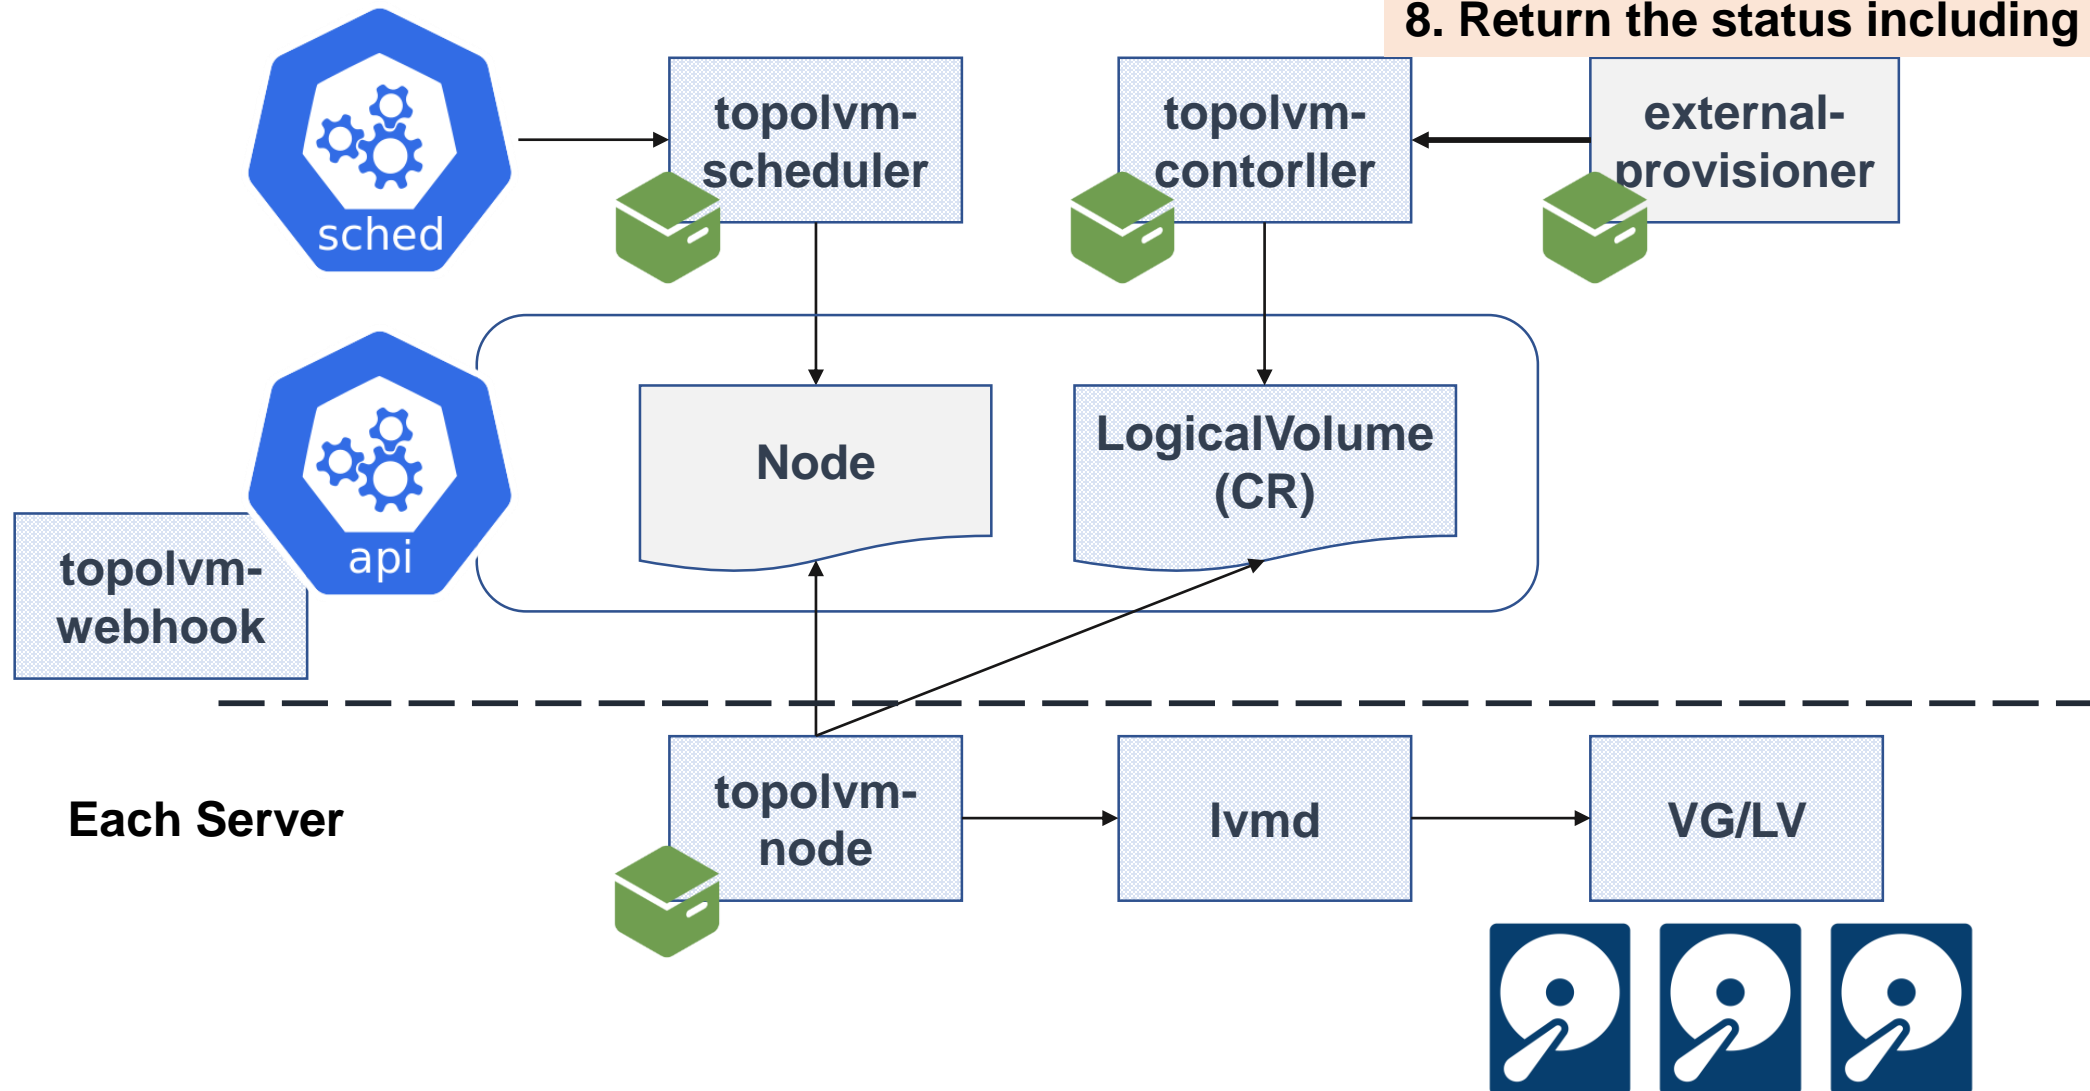 8. Return the status including
topolvm-
scheduler
topolvm-
contorller
external-
provisioner
sched
Node
LogicalVolume
(CR)
api
topolvm-
webhook
Each Server
topolvm-
node
lvmd
VG/LV